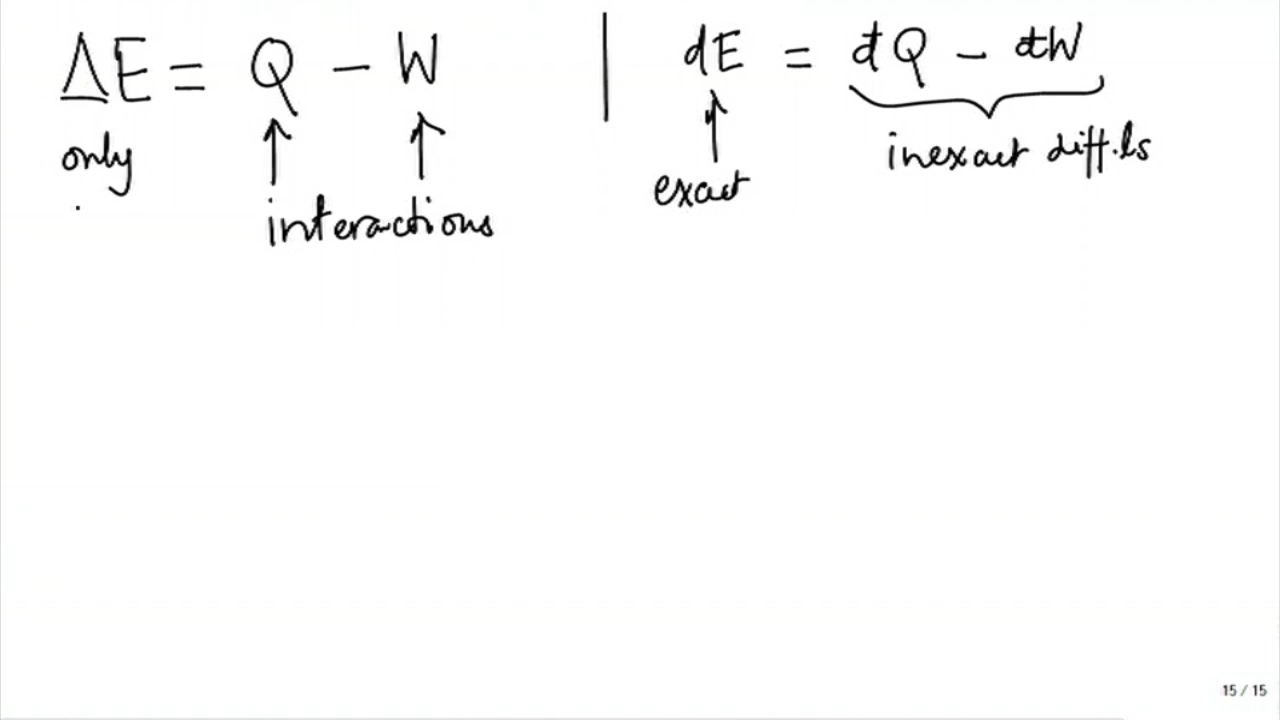 ΔE = Q − W | dE = đQ − đW
only
interactions
exact
inexact diff.ls
15 / 15